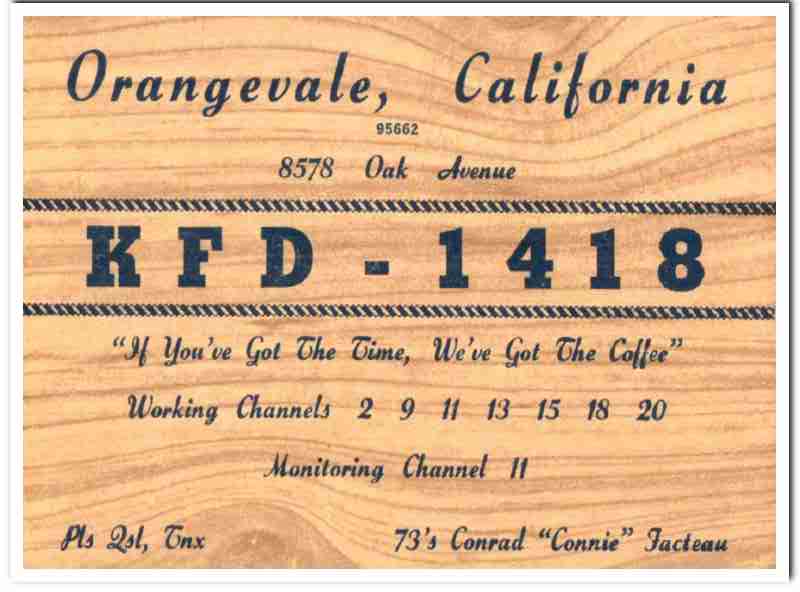 Orangevale, California
95662
8578 Oak Avenue
KFD - 1418
“If You've Got The Time, We've Got The Coffee”
Working Channels 2 9 11 13 15 18 20
Monitoring Channel 11
Pls Qsl, Tnx 73's Conrad “Connie” Facteau